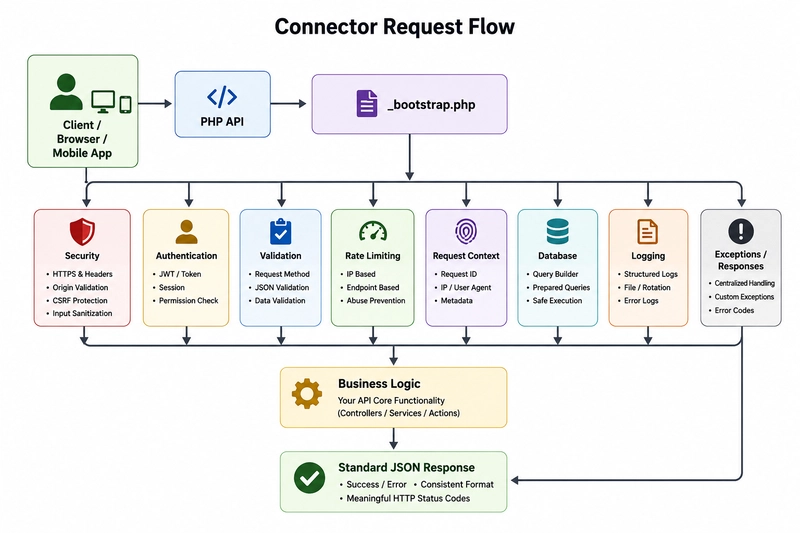 Connector Request Flow
Client /
Browser /
Mobile App
</>
PHP API
_bootstrap.php
Security
• HTTPS & Headers
• Origin Validation
• CSRF Protection
• Input Sanitization
Authentication
• JWT / Token
• Session
• Permission Check
Validation
• Request Method
• JSON Validation
• Data Validation
Rate Limiting
• IP Based
• Endpoint Based
• Abuse Prevention
Request Context
• Request ID
• IP / User Agent
• Metadata
Database
• Query Builder
• Prepared Queries
• Safe Execution
Logging
• Structured Logs
• File / Rotation
• Error Logs
Exceptions /
Responses
• Centralized Handling
• Custom Exceptions
• Error Codes
Business Logic
Your API Core Functionality
(Controllers / Services / Actions)
Standard JSON Response
• Success / Error • Consistent Format
• Meaningful HTTP Status Codes